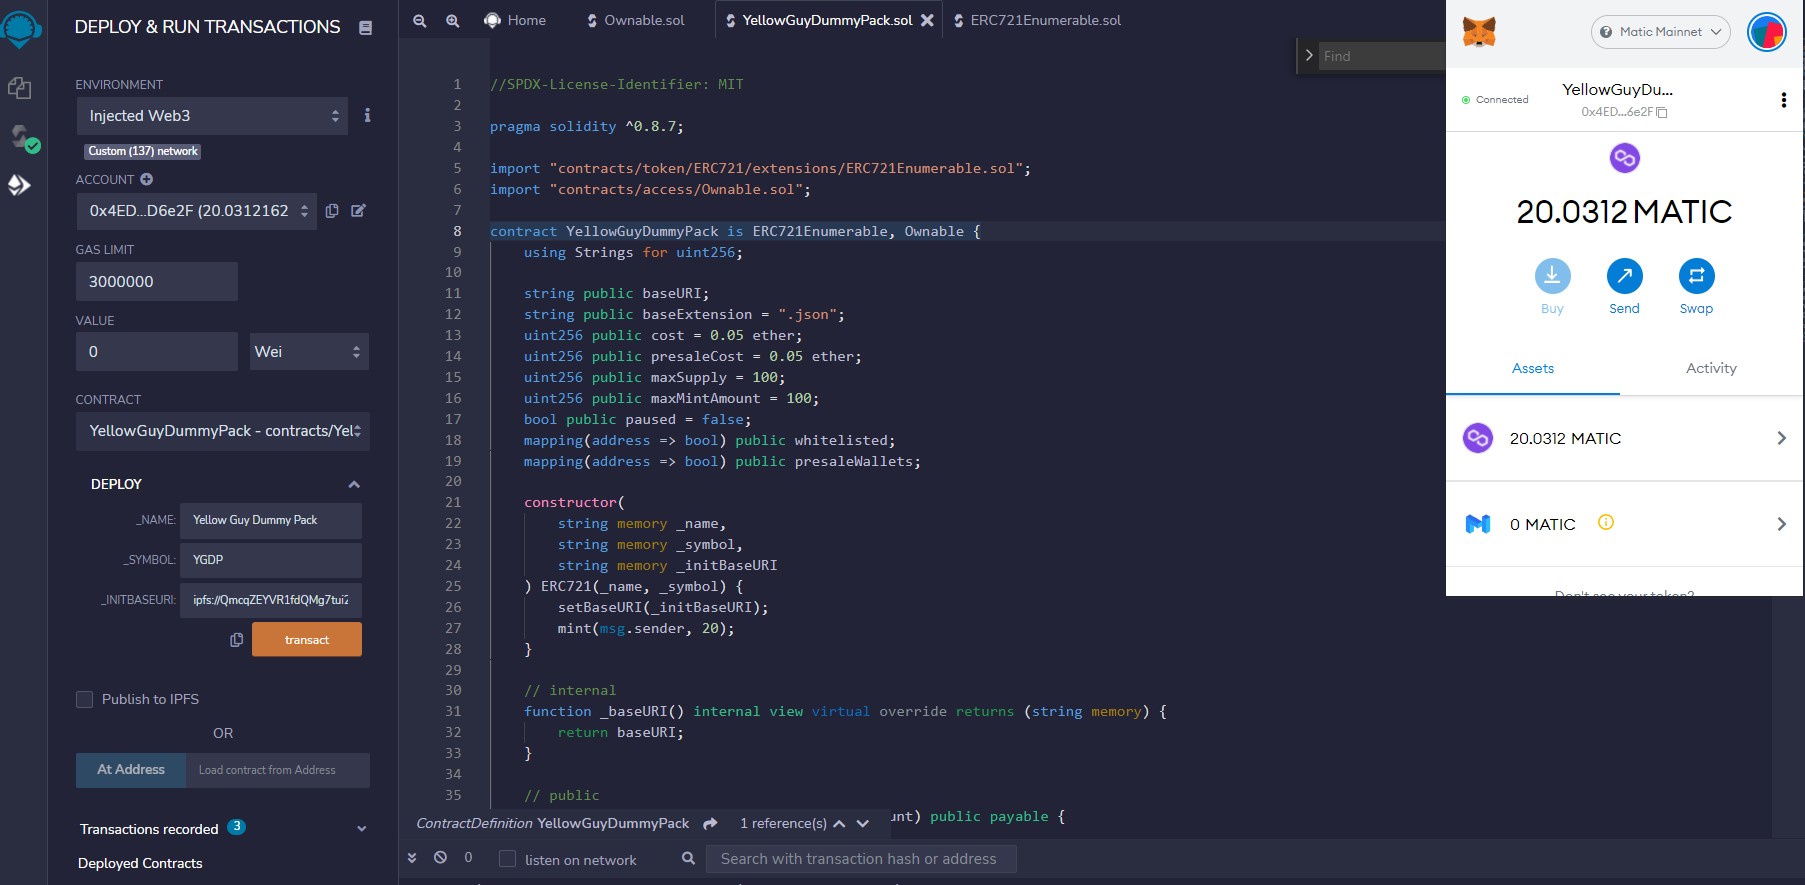 DEPLOY & RUN TRANSACTIONS
ENVIRONMENT
Injected Web3
Custom (137) network
ACCOUNT
0x4ED...D6e2F (20.0312162
GAS LIMIT
3000000
VALUE
0
Wei
CONTRACT
YellowGuyDummyPack - contracts/Yel
DEPLOY
_NAME:
Yellow Guy Dummy Pack
_SYMBOL:
YGDP
_INITBASEURI:
ipfs://QmcqZEYVR1fdQMg7tui2
transact
Publish to IPFS
OR
At Address
Load contract from Address
Transactions recorded 3
Deployed Contracts
Home
Ownable.sol
YellowGuyDummyPack.sol
ERC721Enumerable.sol
Find
1 //SPDX-License-Identifier: MIT
2
3 pragma solidity ^0.8.7;
4
5 import "contracts/token/ERC721/extensions/ERC721Enumerable.sol";
6 import "contracts/access/Ownable.sol";
7
8 contract YellowGuyDummyPack is ERC721Enumerable, Ownable {
9 using Strings for uint256;
10
11 string public baseURI;
12 string public baseExtension = ".json";
13 uint256 public cost = 0.05 ether;
14 uint256 public presaleCost = 0.05 ether;
15 uint256 public maxSupply = 100;
16 uint256 public maxMintAmount = 100;
17 bool public paused = false;
18 mapping(address => bool) public whitelisted;
19 mapping(address => bool) public presaleWallets;
20
21 constructor(
22 string memory _name,
23 string memory _symbol,
24 string memory _initBaseURI
25 ) ERC721(_name, _symbol) {
26 setBaseURI(_initBaseURI);
27 mint(msg.sender, 20);
28 }
29
30 // internal
31 function _baseURI() internal view virtual override returns (string memory) {
32 return baseURI;
33 }
34
35 // public
unt) public payable {
ContractDefinition YellowGuyDummyPack
1 reference(s)
0
listen on network
Search with transaction hash or address
Matic Mainnet
Connected
YellowGuyDu...
0x4ED...6e2F
20.0312 MATIC
Buy
Send
Swap
Assets
Activity
20.0312 MATIC
0 MATIC
Don't see your token?